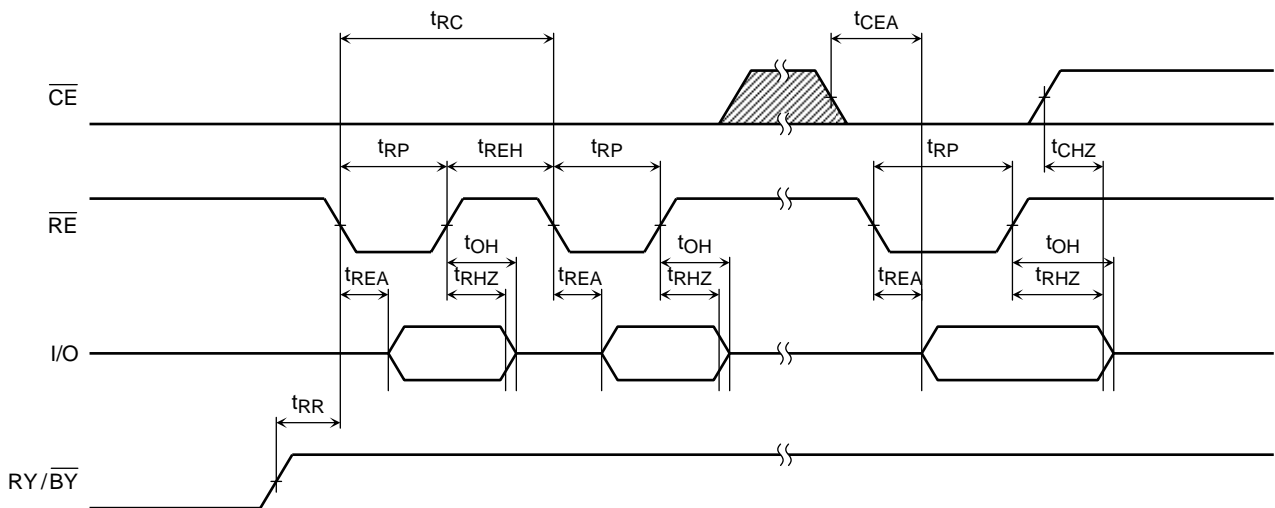 tRC
tCEA
CE
tRP
tREH
tRP
tRP
tCHZ
RE
tOH
tOH
tOH
tREA
tRHZ
tREA
tRHZ
tREA
tRHZ
I/O
tRR
RY/BY